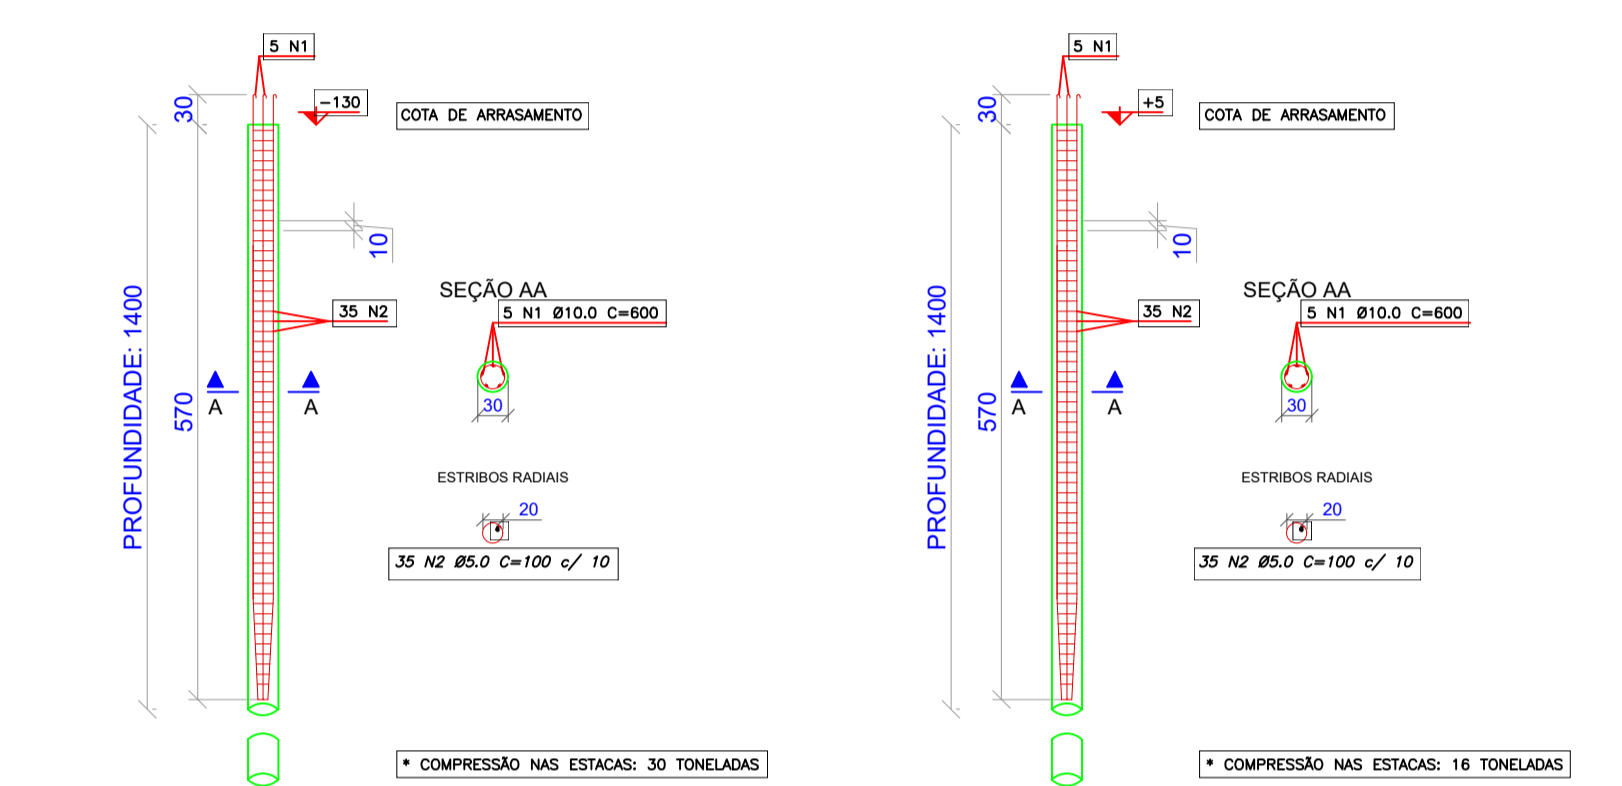 5 N1
-130
30
COTA DE ARRASAMENTO
10
PROFUNDIDADE: 1400
570
SEÇÃO AA
5 N1 Ø10.0 C=600
35 N2
A A
30
ESTRIBOS RADIAIS
20
35 N2 Ø5.0 C=100 c/ 10
* COMPRESSÃO NAS ESTACAS: 30 TONELADAS
5 N1
+5
30
COTA DE ARRASAMENTO
10
PROFUNDIDADE: 1400
570
SEÇÃO AA
5 N1 Ø10.0 C=600
35 N2
A A
30
ESTRIBOS RADIAIS
20
35 N2 Ø5.0 C=100 c/ 10
* COMPRESSÃO NAS ESTACAS: 16 TONELADAS